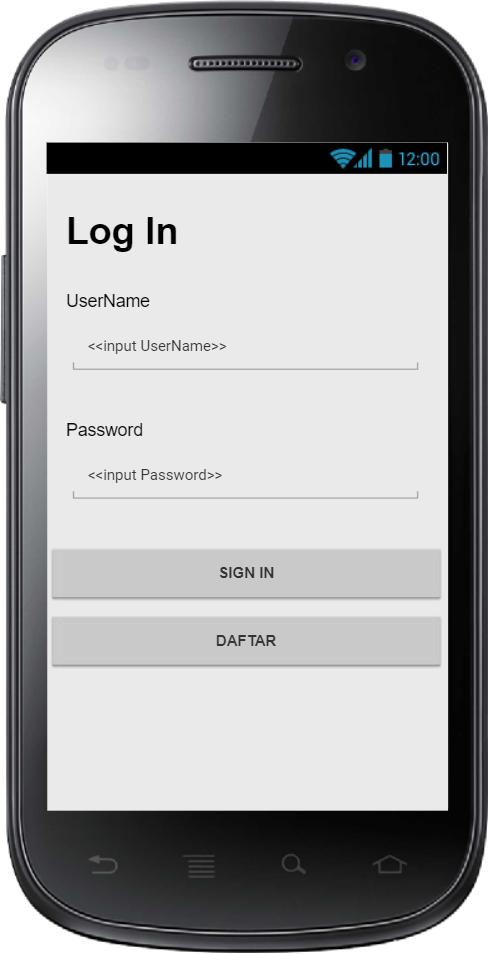 12:00
Log In
UserName
<<input UserName>>
Password
<<input Password>>
SIGN IN
DAFTAR